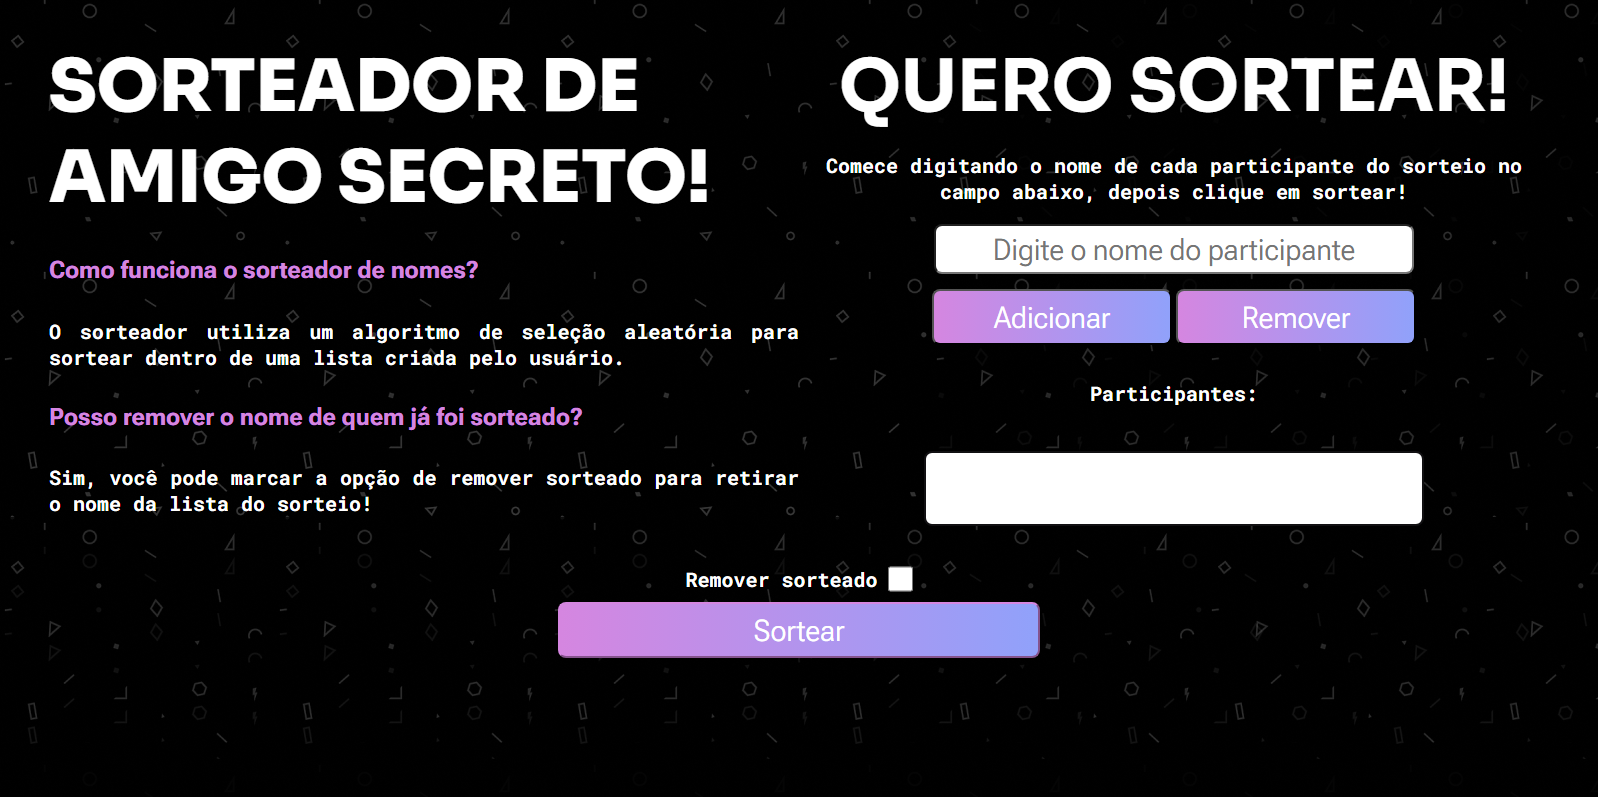 SORTEADOR DE
AMIGO SECRETO!
Como funciona o sorteador de nomes?
O sorteador utiliza um algoritmo de seleção aleatória para
sortear dentro de uma lista criada pelo usuário.
Posso remover o nome de quem já foi sorteado?
Sim, você pode marcar a opção de remover sorteado para retirar
o nome da lista do sorteio!
QUERO SORTEAR!
Comece digitando o nome de cada participante do sorteio no
campo abaixo, depois clique em sortear!
Digite o nome do participante
Adicionar
Remover
Participantes:
Remover sorteado
Sortear